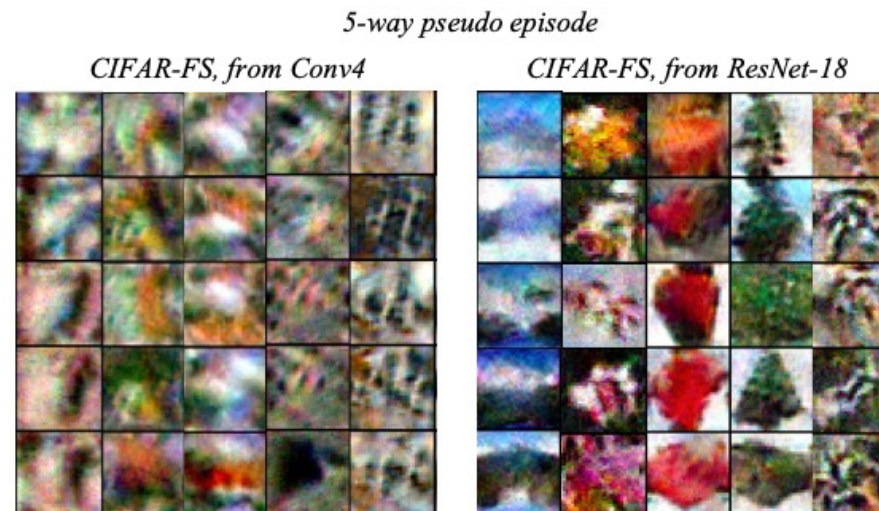 5-way pseudo episode
CIFAR-FS, from Conv4
CIFAR-FS, from ResNet-18